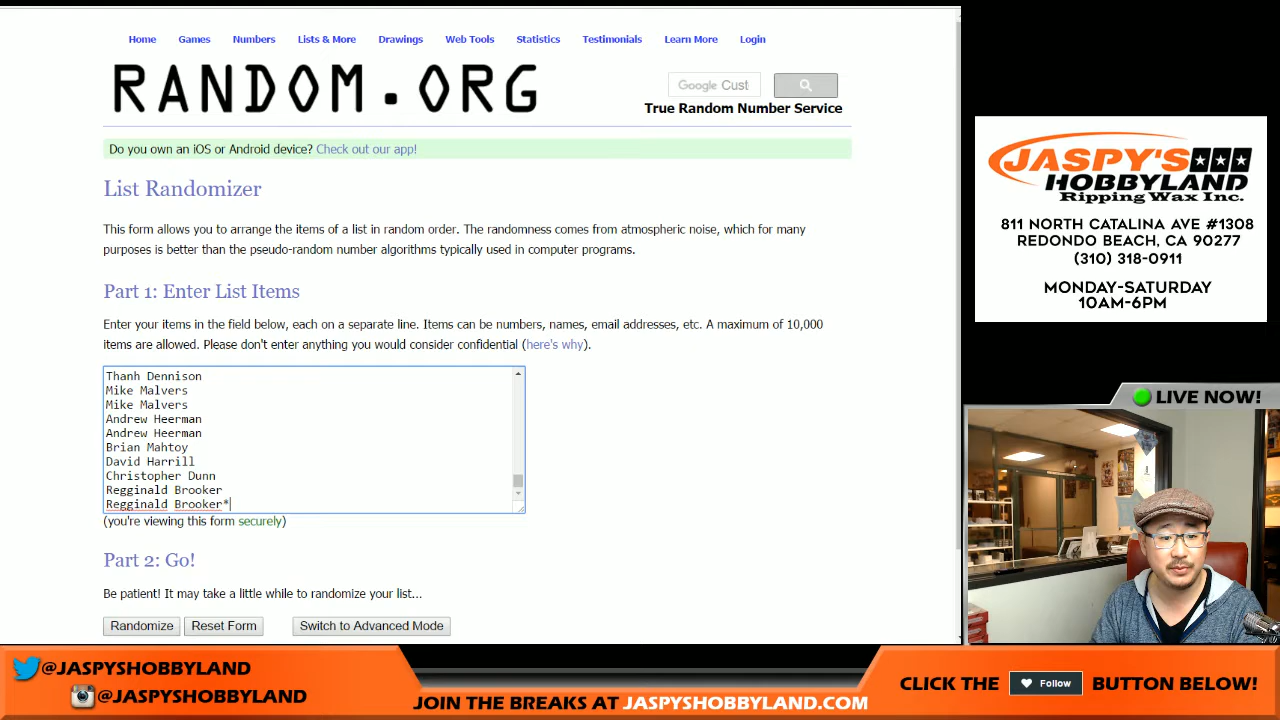 Home Games Numbers Lists & More Drawings Web Tools Statistics Testimonials Learn More Login
RANDOM.ORG
Google Cust
True Random Number Service
Do you own an iOS or Android device? Check out our app!
List Randomizer
This form allows you to arrange the items of a list in random order. The randomness comes from atmospheric noise, which for many
purposes is better than the pseudo-random number algorithms typically used in computer programs.
Part 1: Enter List Items
Enter your items in the field below, each on a separate line. Items can be numbers, names, email addresses, etc. A maximum of 10,000
items are allowed. Please don't enter anything you would consider confidential (here's why).
Thanh Dennison
Mike Malvers
Mike Malvers
Andrew Heerman
Andrew Heerman
Brian Mahtoy
David Harrill
Christopher Dunn
Regginald Brooker
Regginald Brooker*
(you're viewing this form securely)
Part 2: Go!
Be patient! It may take a little while to randomize your list...
Randomize Reset Form Switch to Advanced Mode
JASPY'S
HOBBYLAND
Ripping Wax Inc.
811 NORTH CATALINA AVE #1308
REDONDO BEACH, CA 90277
(310) 318-0911
MONDAY-SATURDAY
10AM-6PM
LIVE NOW!
@JASPYSHOBBYLAND
@JASPYSHOBBYLAND
JOIN THE BREAKS AT JASPYSHOBBYLAND.COM
CLICK THE Follow BUTTON BELOW!